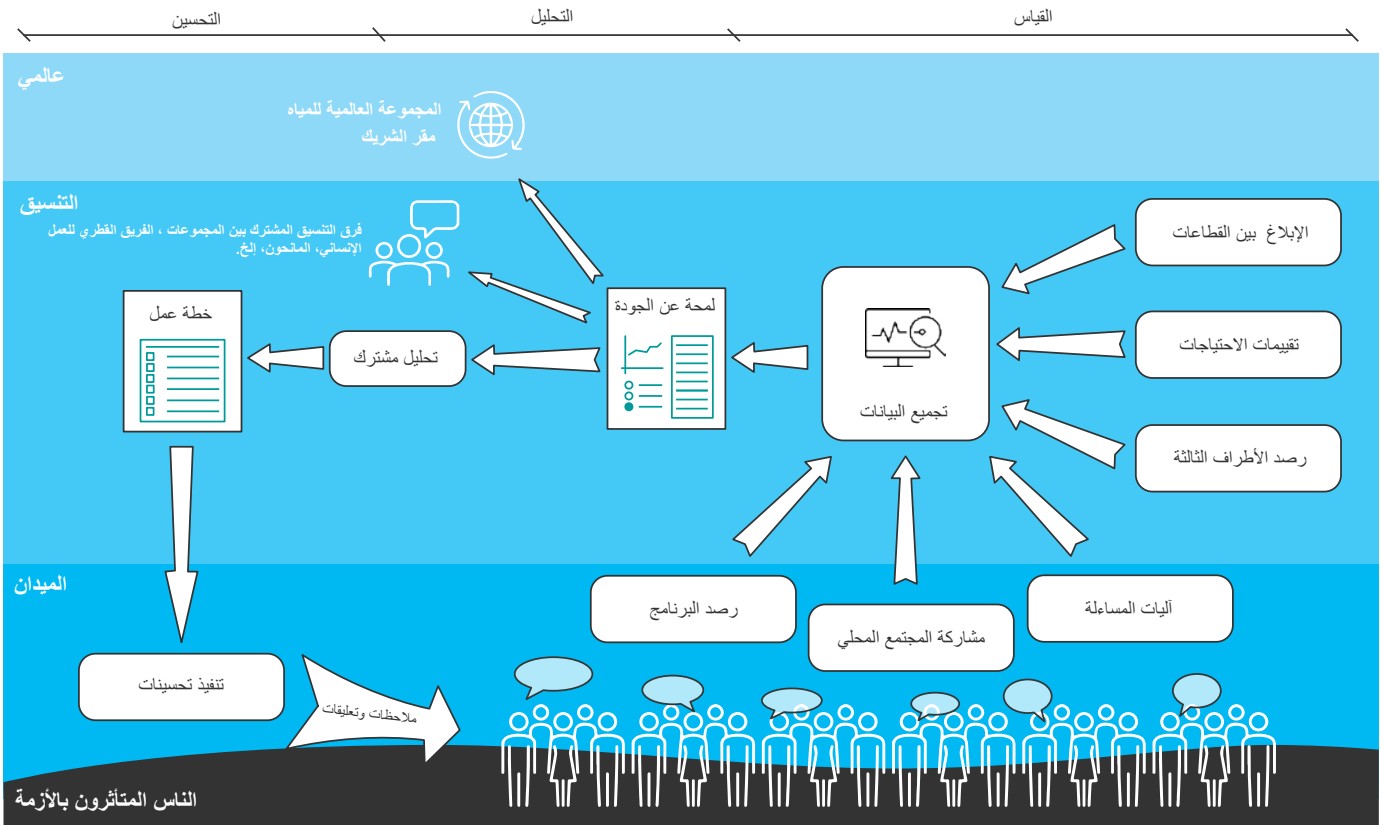 القياس
التحليل
التحسين
عالمي
المجموعة العالمية للمياه
مقر الشريك
التنسيق
فرق التنسيق المشترك بين المجموعات ، الفريق القطري للعمل
الإنساني، المانحون، إلخ.
الإبلاغ بين القطاعات
تقييمات الاحتياجات
رصد الأطراف الثالثة
تجميع البيانات
لمحة عن الجودة
تحليل مشترك
خطة عمل
الميدان
آليات المساءلة
مشاركة المجتمع المحلي
رصد البرنامج
تنفيذ تحسينات
ملاحظات وتعليقات
الناس المتأثرون بالأزمة